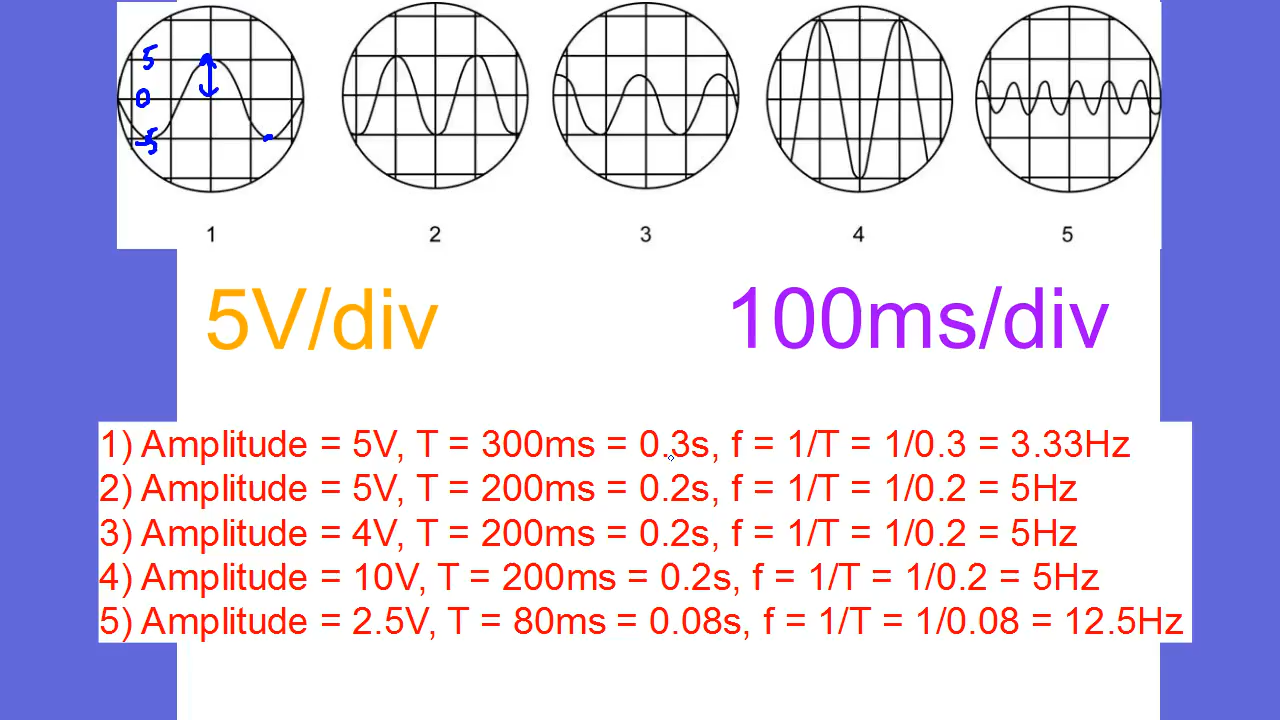 5
0
-5
1 2 3 4 5
5V/div 100ms/div
1) Amplitude = 5V, T = 300ms = 0.3s, f = 1/T = 1/0.3 = 3.33Hz
2) Amplitude = 5V, T = 200ms = 0.2s, f = 1/T = 1/0.2 = 5Hz
3) Amplitude = 4V, T = 200ms = 0.2s, f = 1/T = 1/0.2 = 5Hz
4) Amplitude = 10V, T = 200ms = 0.2s, f = 1/T = 1/0.2 = 5Hz
5) Amplitude = 2.5V, T = 80ms = 0.08s, f = 1/T = 1/0.08 = 12.5Hz